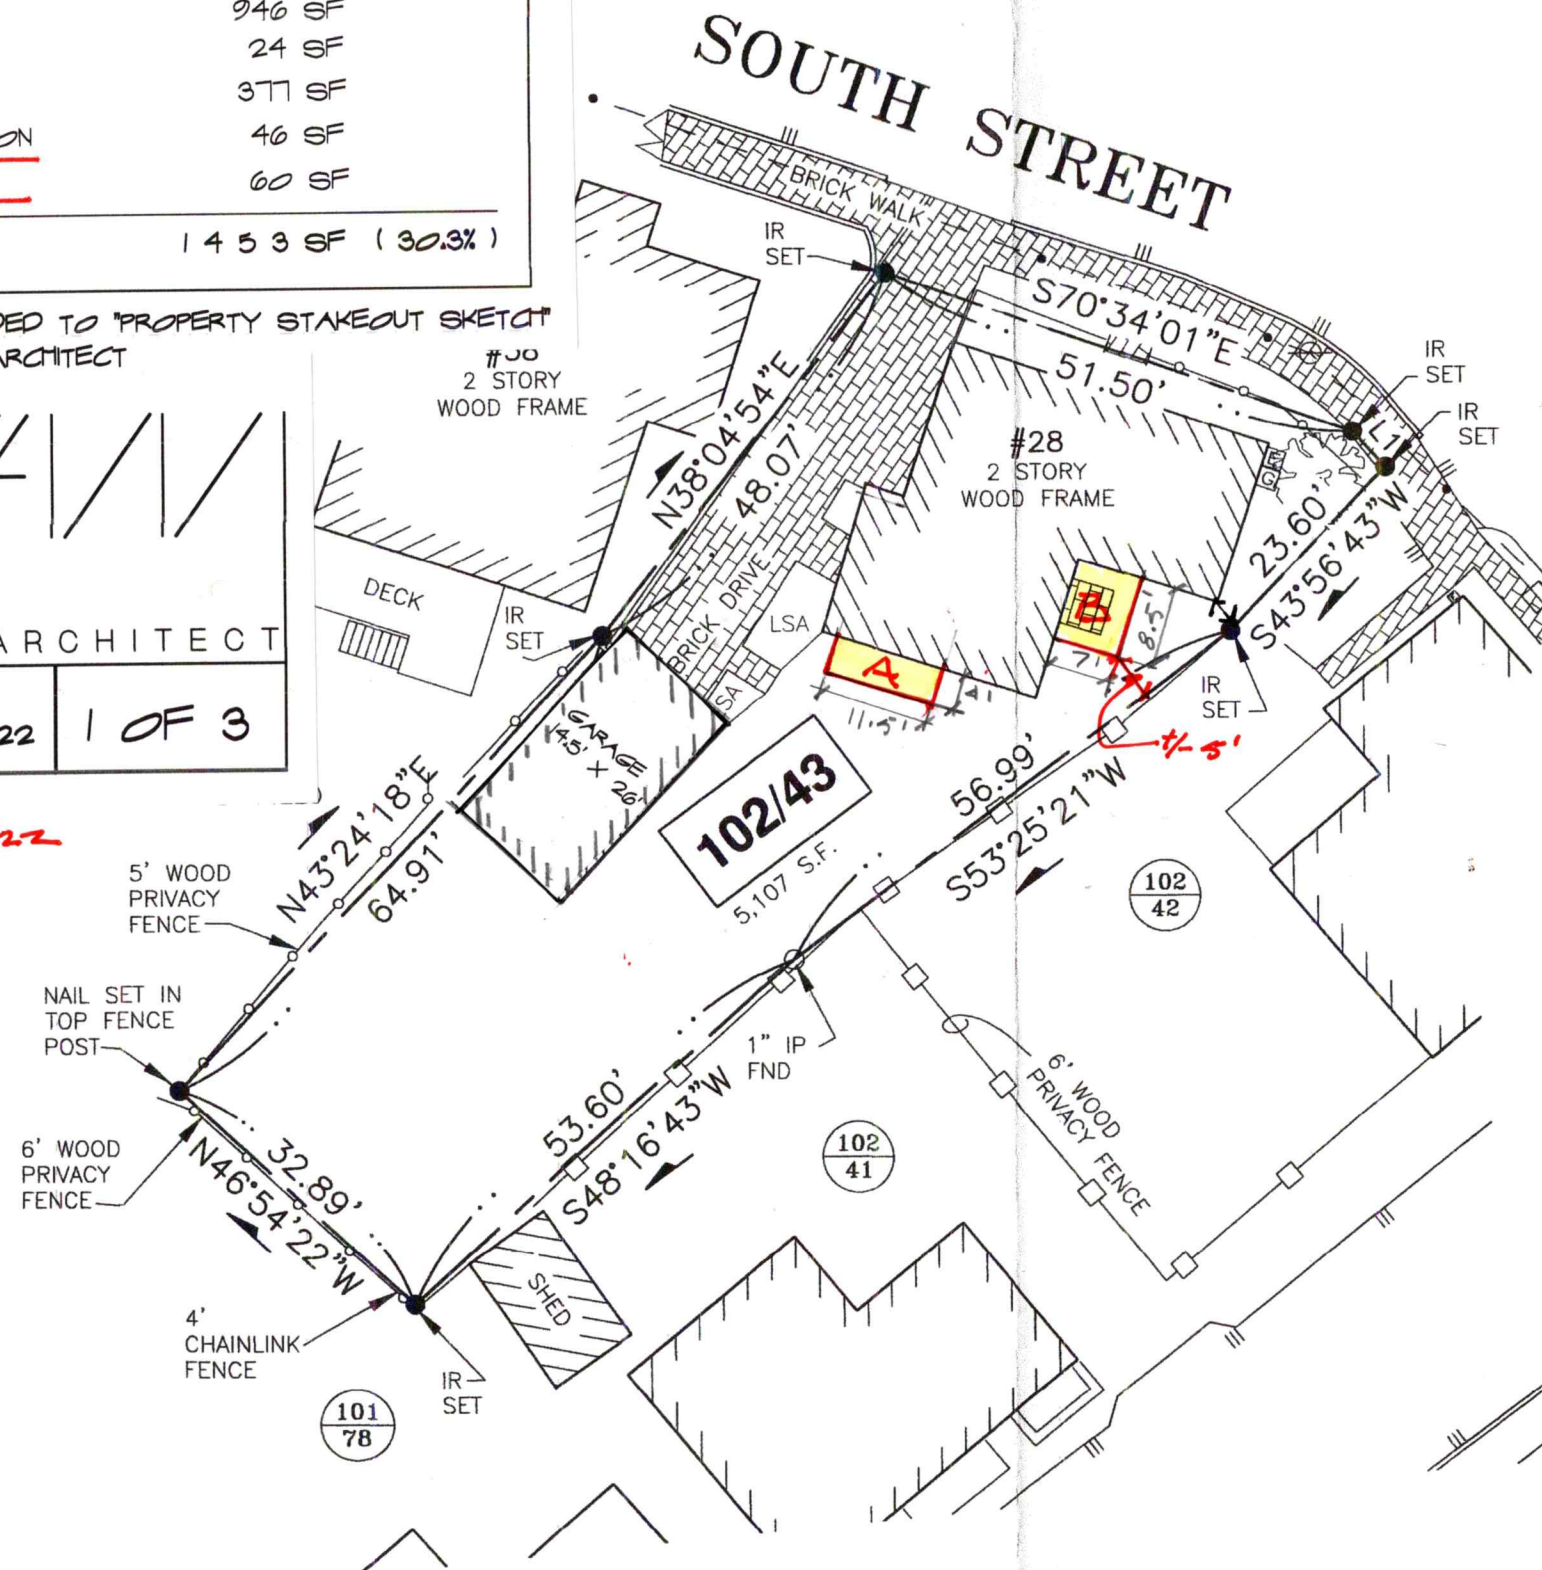 946 SF
24 SF
377 SF
ON 46 SF
60 SF
1453 SF (30.3%)
DED TO "PROPERTY STAKEOUT SKETCH"
ARCHITECT
ARCHITECT
22
1 OF 3
22
SOUTH STREET
BRICK WALK
IR
SET
S70°34'01"E
51.50'
IR
SET
IR
SET
L1
2 STORY
WOOD FRAME
#28
2 STORY
WOOD FRAME
E
G
N38°04'54"E
48.07'
23.60'
S43°56'43"W
DECK
IR
SET
BRICK DRIVE
LSA
SA
A
11.5'
4'
B
8.5'
7'
IR
SET
+/- 5'
GARAGE
14.5' X 26'
102/43
5,107 S.F.
56.99'
S53°25'21"W
102
42
N43°24'18"E
64.91'
5' WOOD
PRIVACY
FENCE
NAIL SET IN
TOP FENCE
POST
1" IP
FND
6' WOOD
PRIVACY FENCE
53.60'
S48°16'43"W
102
41
6' WOOD
PRIVACY
FENCE
32.89'
N46°54'22"W
SHED
4'
CHAINLINK
FENCE
IR
SET
101
78